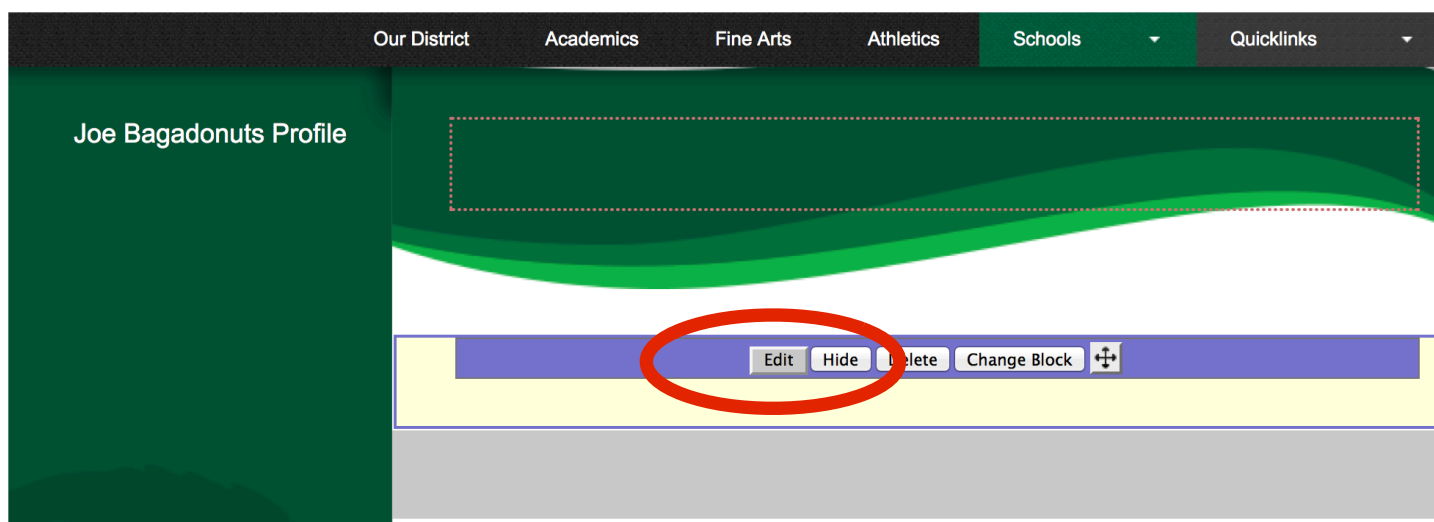 Our District Academics Fine Arts Athletics Schools Quicklinks
Joe Bagadonuts Profile
Edit Hide Delete Change Block